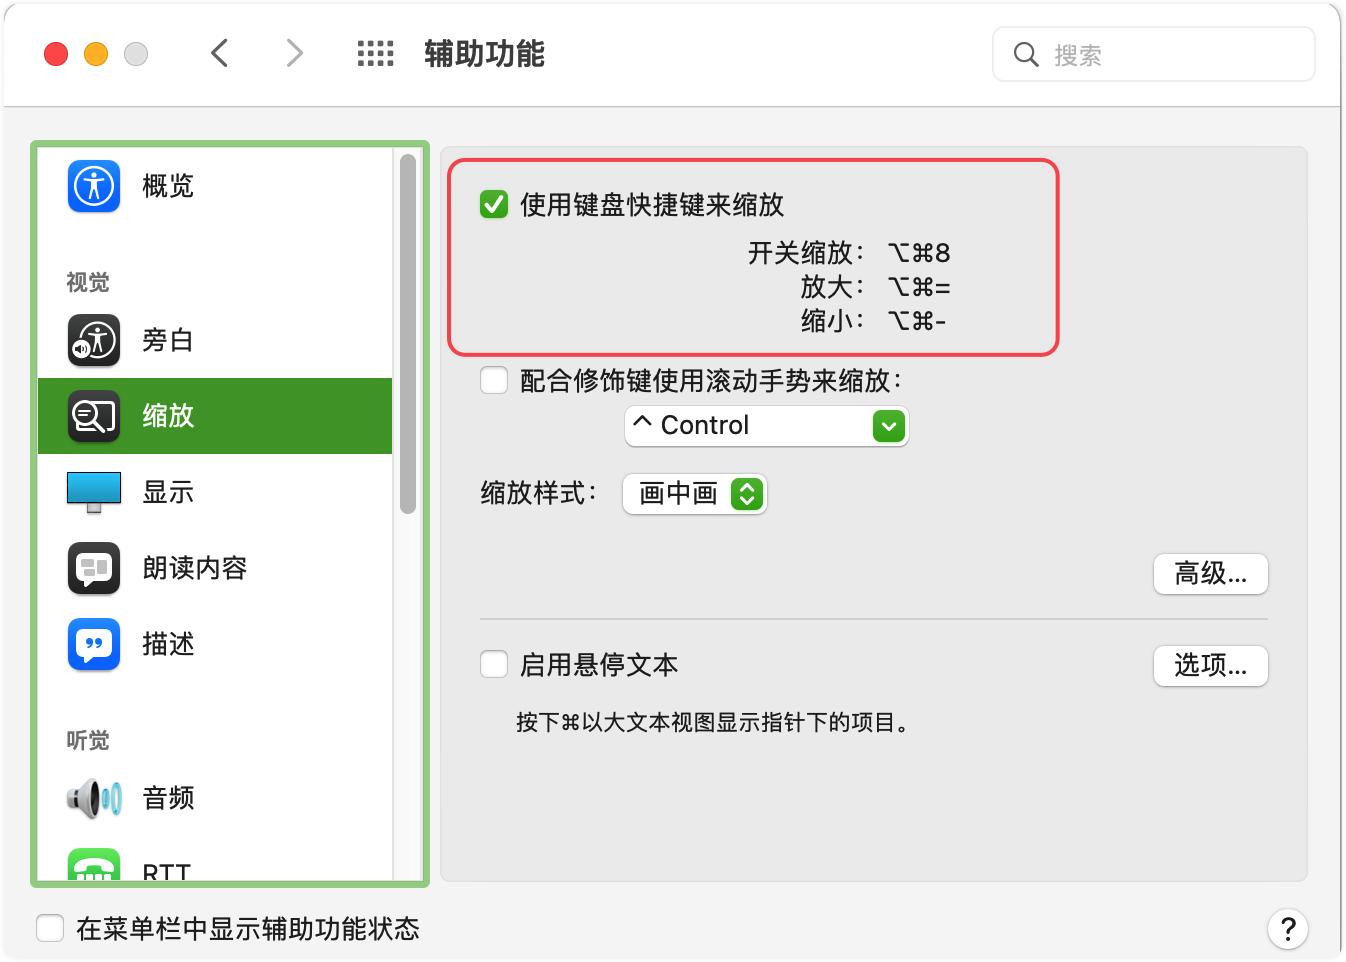 辅助功能
搜索
概览
视觉
旁白
缩放
显示
朗读内容
描述
听觉
音频
RTT
使用键盘快捷键来缩放
开关缩放： ⌥⌘8
放大： ⌥⌘=
缩小： ⌥⌘-
配合修饰键使用滚动手势来缩放：
^ Control
缩放样式： 画中画
高级...
启用悬停文本
选项...
按下⌘以大文本视图显示指针下的项目。
在菜单栏中显示辅助功能状态
?